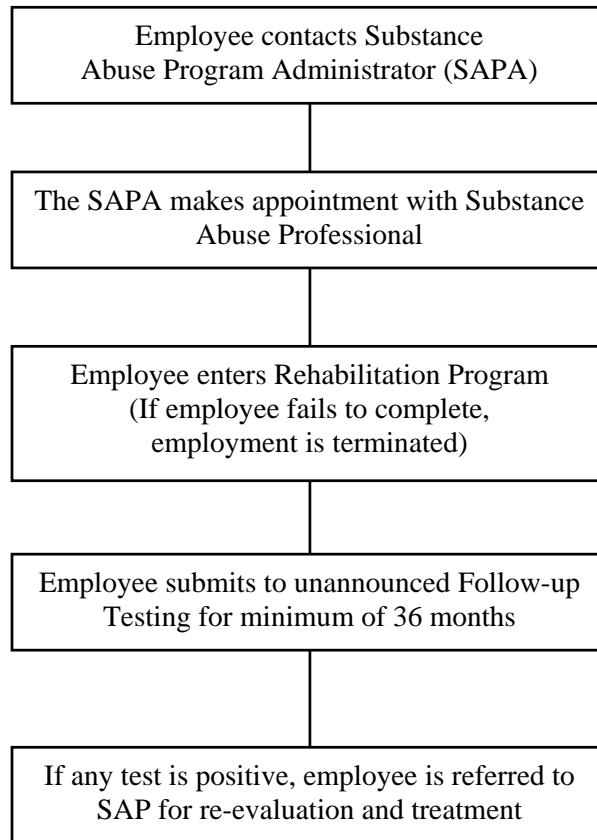 Employee contacts Substance
Abuse Program Administrator (SAPA)
The SAPA makes appointment with Substance
Abuse Professional
Employee enters Rehabilitation Program
(If employee fails to complete,
employment is terminated)
Employee submits to unannounced Follow-up
Testing for minimum of 36 months
If any test is positive, employee is referred to
SAP for re-evaluation and treatment